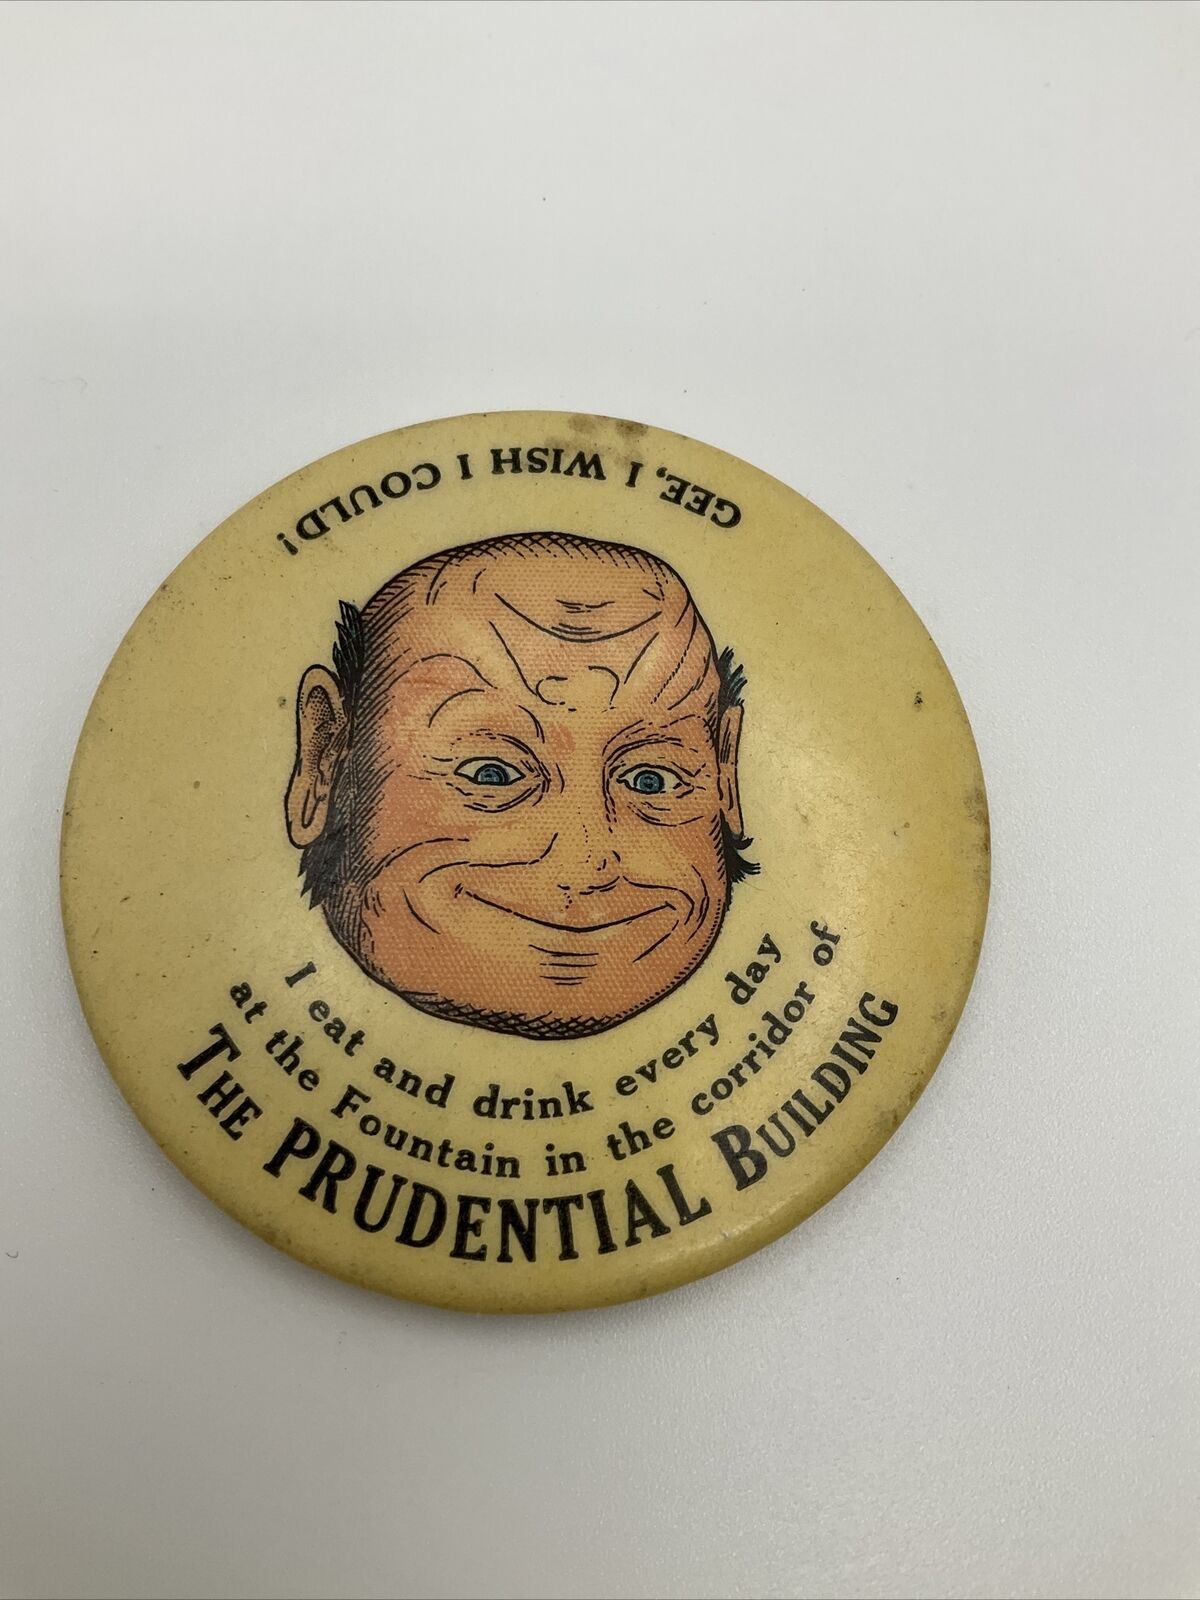 GEE, I WISH I COULD!
I eat and drink every day
at the Fountain in the corridor of
THE PRUDENTIAL BUILDING